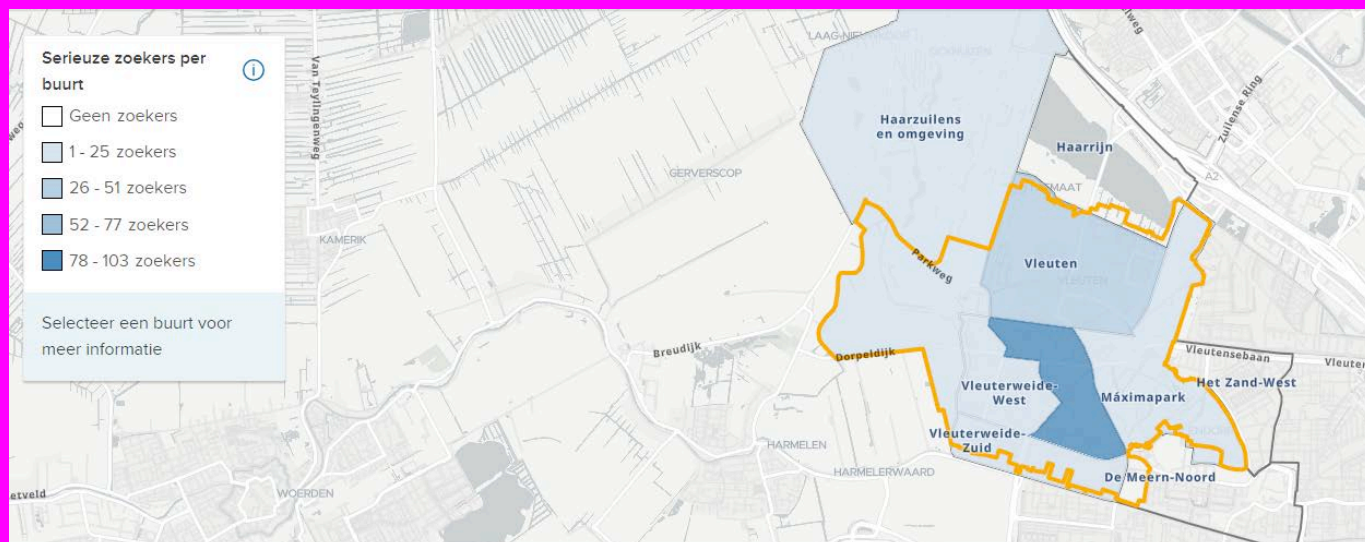 Serieuze zoekers per
buurt
Geen zoekers
1 - 25 zoekers
26 - 51 zoekers
52 - 77 zoekers
78 - 103 zoekers
Selecteer een buurt voor
meer informatie
Van Teylingenweg
KAMERIK
GERVERSCOP
Haarzuilens
en omgeving
Haarrijn
Zuilense Ring
A2
Parkweg
Vleuten
VLEUTEN
Breudijk
Dorpeldijk
Vleutensebaan
Vleuterweide-
West
Máximapark
Het Zand-West
Vleuterweide-
Zuid
HARMELEN
HARMELERWAARD
De Meern-Noord
WOERDEN